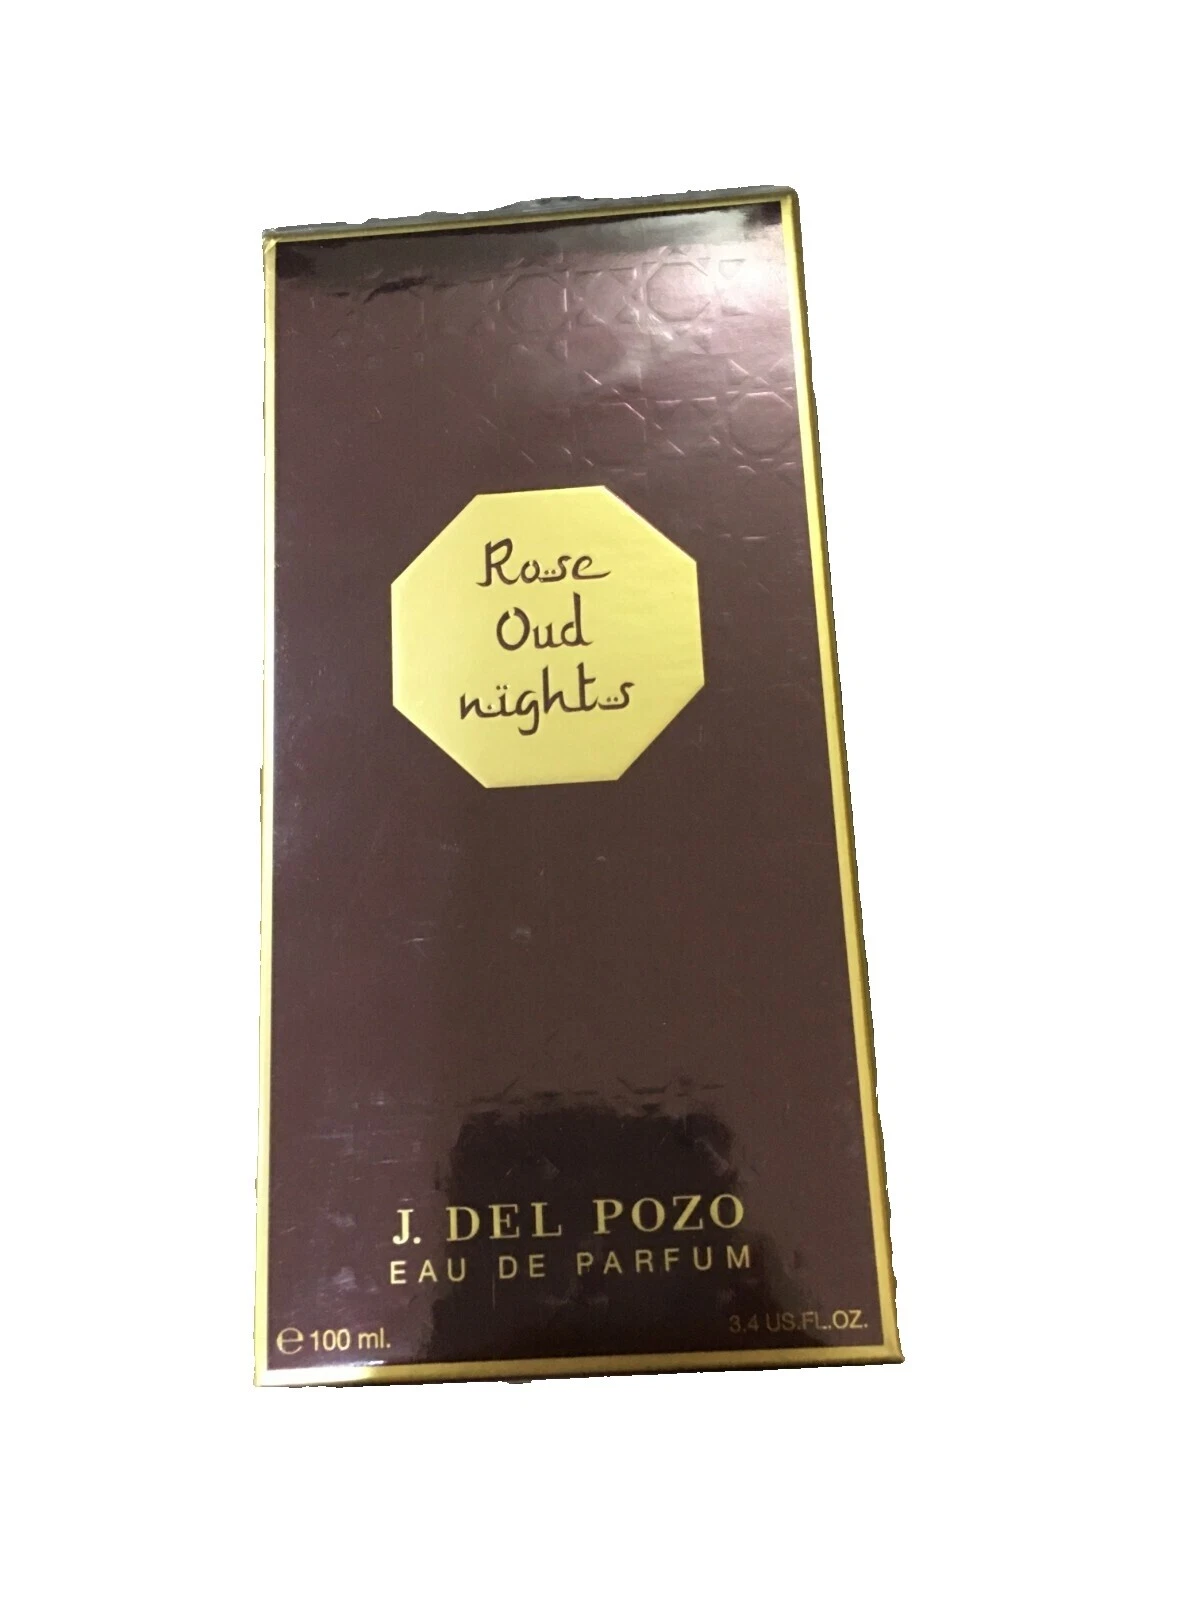 Rose
Oud
nights
J. DEL POZO
EAU DE PARFUM
℮ 100 ml.
3.4 US.FL.OZ.